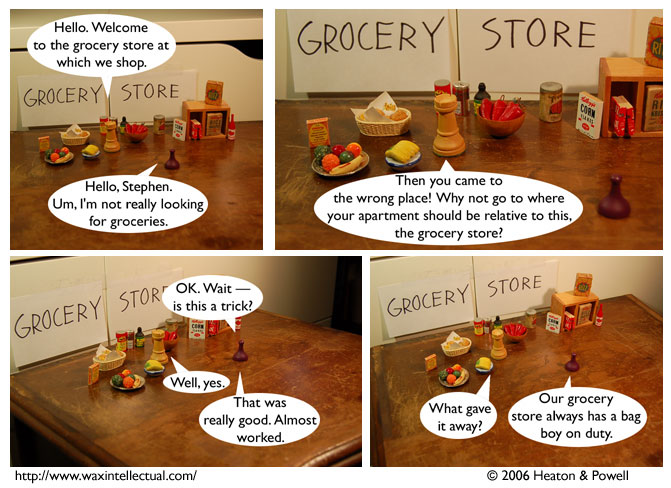 Hello. Welcome
to the grocery store at
which we shop.
GROCERY STORE
Hello, Stephen.
Um, I'm not really looking
for groceries.
GROCERY STORE
CORN
FLAKES
Then you came to
the wrong place! Why not go to where
your apartment should be relative to this,
the grocery store?
GROCERY STORE
OK. Wait —
is this a trick?
CORN
Well, yes.
That was
really good. Almost
worked.
GROCERY STORE
What gave
it away?
Our grocery
store always has a bag
boy on duty.
http://www.waxintellectual.com/
© 2006 Heaton & Powell